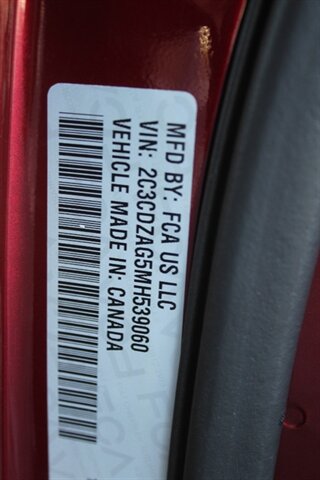 MFD BY: FCA US LLC
VIN: 2C3CDZAG5MH539060
VEHICLE MADE IN: CANADA